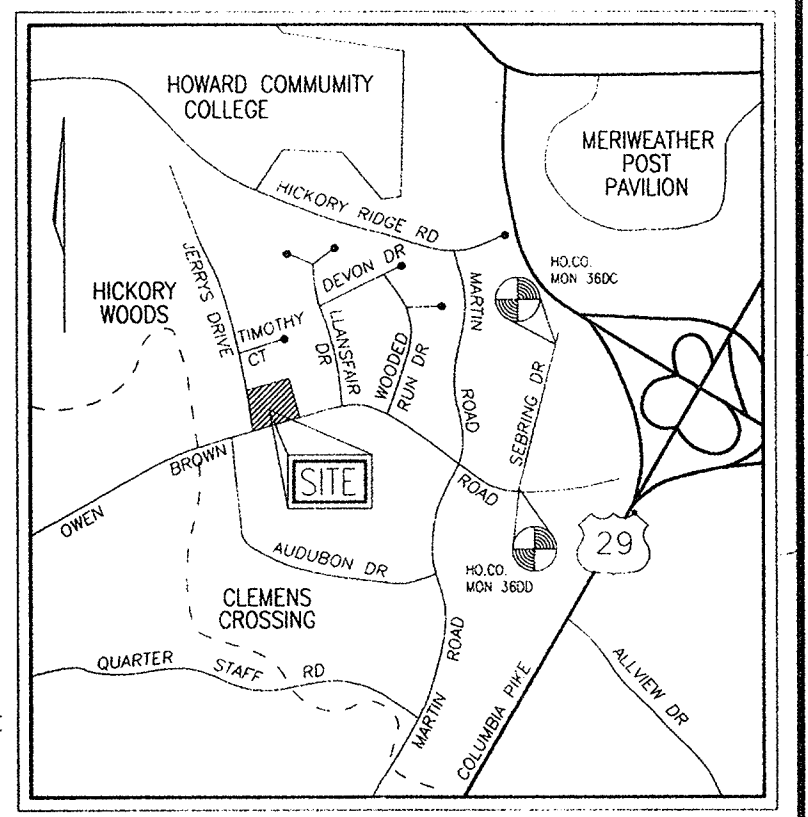 HOWARD COMMUNITY
COLLEGE
MERIWEATHER
POST
PAVILION
HICKORY RIDGE RD
HO.CO.
MON 36DC
JERRYS DRIVE
DEVON DR
MARTIN
HICKORY
WOODS
TIMOTHY
CT
LLANSFAIR
DR
WOODED
RUN DR
ROAD
SEBRING DR
BROWN
SITE
ROAD
OWEN
29
AUDUBON DR
HO.CO.
MON 36DD
CLEMENS
CROSSING
QUARTER STAFF RD
ROAD
MARTIN
COLUMBIA PIKE
ALLVIEW DR